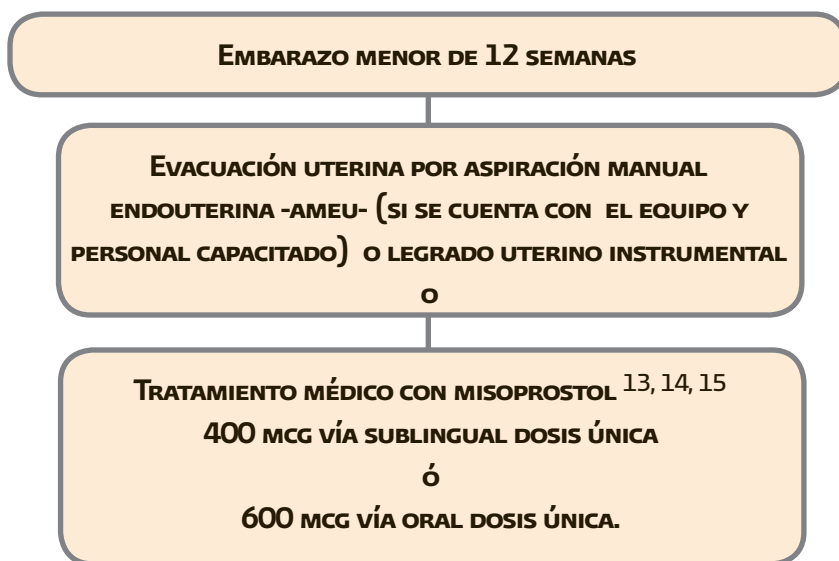 Embarazo menor de 12 semanas
Evacuación uterina por aspiración manual
endouterina -ameu- (si se cuenta con el equipo y
personal capacitado) o legrado uterino instrumental
o
Tratamiento médico con misoprostol 13, 14, 15
400 mcg vía sublingual dosis única
ó
600 mcg vía oral dosis única.